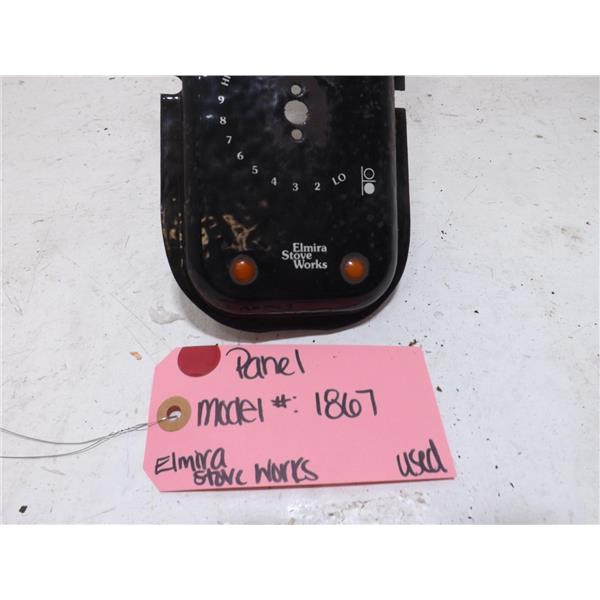 HI
9
8
7
6
5
4
3
2
LO
Elmira
Stove
Works
Panel
Model #: 1867
Elmira
Stove Works
used